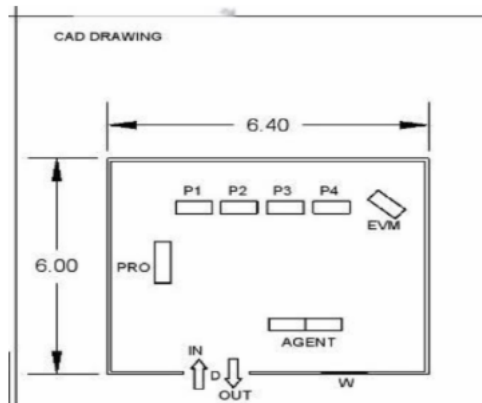 CAD DRAWING
6.40
P1 P2 P3 P4
EVM
PRO
6.00
AGENT
IN
D
OUT
W